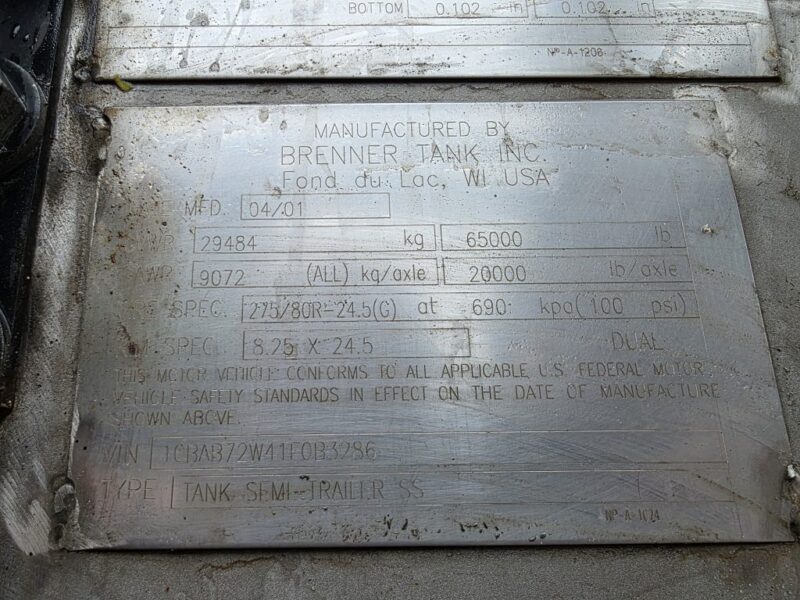 BOTTOM 0.102 in 0.102 in
NP-A-1208
MANUFACTURED BY
BRENNER TANK INC.
Fond du Lac, WI USA
MFD. 04/01
29484 kg 65000 lb
9072 (ALL) kg/axle 20000 lb/axle
SPEC. 275/80R-24.5(G) at 690 kpa(100 psi)
SPEC. 8.25 X 24.5 DUAL
THIS MOTOR VEHICLE CONFORMS TO ALL APPLICABLE U.S. FEDERAL MOTOR
VEHICLE SAFETY STANDARDS IN EFFECT ON THE DATE OF MANUFACTURE
SHOWN ABOVE.
VIN
TYPE TANK SEMI-TRAILER SS
NP-A-1024